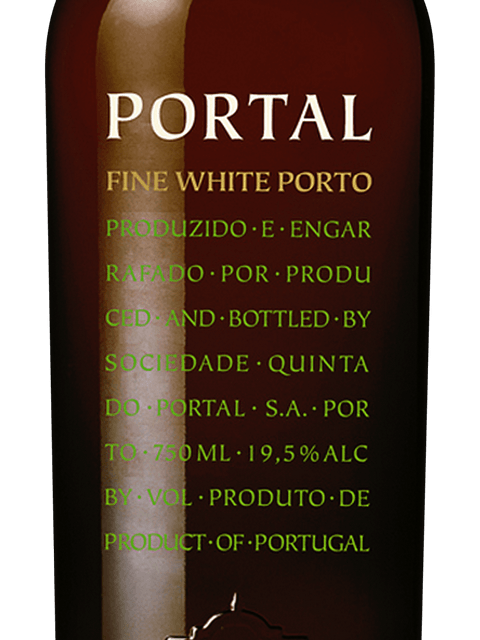 PORTAL
FINE WHITE PORTO
PRODUZIDO · E · ENGAR
RAFADO · POR · PRODU
CED · AND · BOTTLED · BY
SOCIEDADE · QUINTA
DO · PORTAL · S.A. · POR
TO · 750 ML · 19,5% ALC
BY · VOL · PRODUTO · DE
PRODUCT · OF · PORTUGAL